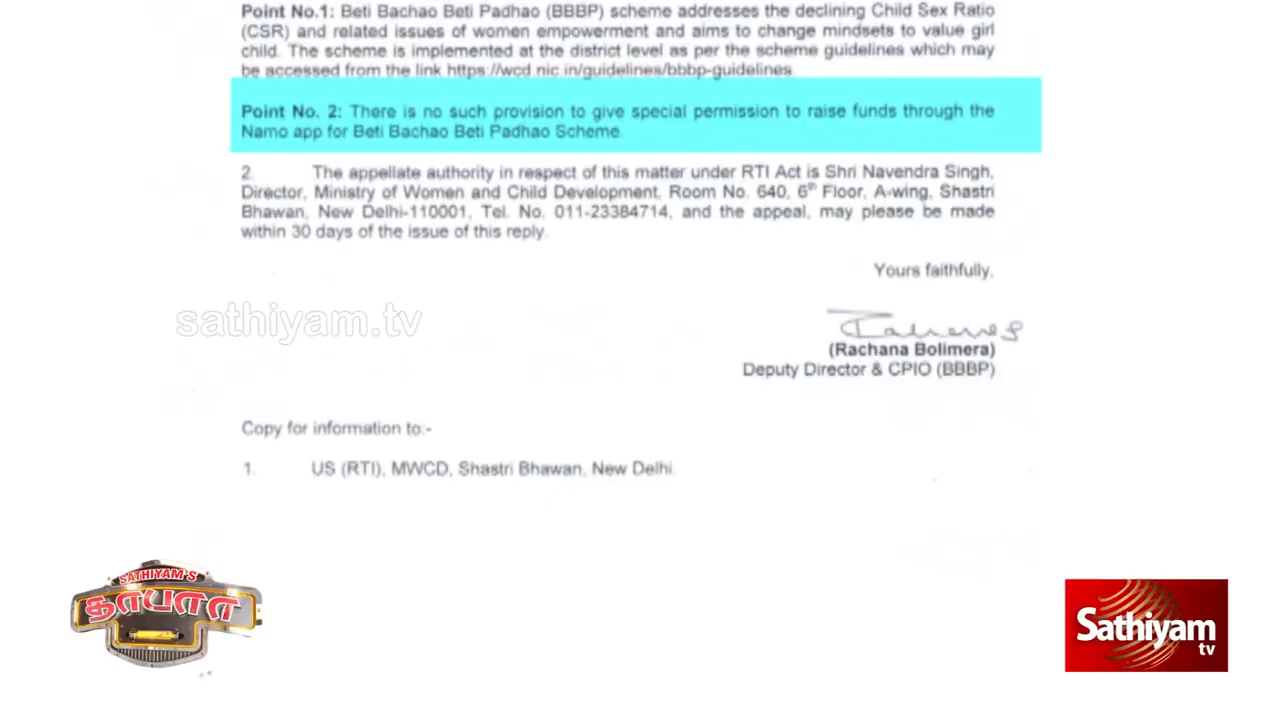 Point No.1: Beti Bachao Beti Padhao (BBBP) scheme addresses the declining Child Sex Ratio
(CSR) and related issues of women empowerment and aims to change mindsets to value girl
child. The scheme is implemented at the district level as per the scheme guidelines which may
be accessed from the link https://wcd nic.in/guidelines/bbbp-guidelines.
Point No. 2: There is no such provision to give special permission to raise funds through the
Namo app for Beti Bachao Beti Padhao Scheme.
2. The appellate authority in respect of this matter under RTI Act is Shri Navendra Singh,
Director, Ministry of Women and Child Development, Room No. 640, 6th Floor, A-wing, Shastri
Bhawan, New Delhi-110001, Tel. No. 011-23384714, and the appeal, may please be made
within 30 days of the issue of this reply.
Yours faithfully,
sathiyam.tv
(Rachana Bolimera)
Deputy Director & CPIO (BBBP)
Copy for information to:-
1. US (RTI), MWCD, Shastri Bhawan, New Delhi.
SATHIYAM'S
தர்பார்
Sathiyam
tv